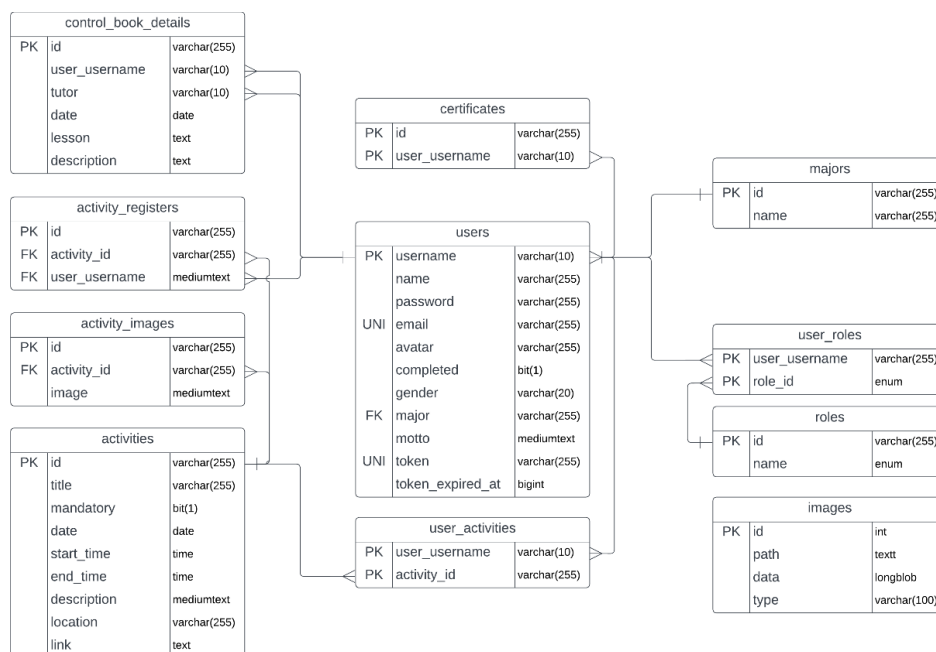 control_book_details
PK id varchar(255)
user_username varchar(10)
tutor varchar(10)
date date
lesson text
description text
activity_registers
PK id varchar(255)
FK activity_id varchar(255)
FK user_username mediumtext
activity_images
PK id varchar(255)
FK activity_id varchar(255)
image mediumtext
activities
PK id varchar(255)
title varchar(255)
mandatory bit(1)
date date
start_time time
end_time time
description mediumtext
location varchar(255)
link text
certificates
PK id varchar(255)
PK user_username varchar(10)
users
PK username varchar(10)
name varchar(255)
password varchar(255)
UNI email varchar(255)
avatar varchar(255)
completed bit(1)
gender varchar(20)
FK major varchar(255)
motto mediumtext
UNI token varchar(255)
token_expired_at bigint
user_activities
PK user_username varchar(10)
PK activity_id varchar(255)
majors
PK id varchar(255)
name varchar(255)
user_roles
PK user_username varchar(255)
PK role_id enum
roles
PK id varchar(255)
name enum
images
PK id int
path textt
data longblob
type varchar(100)